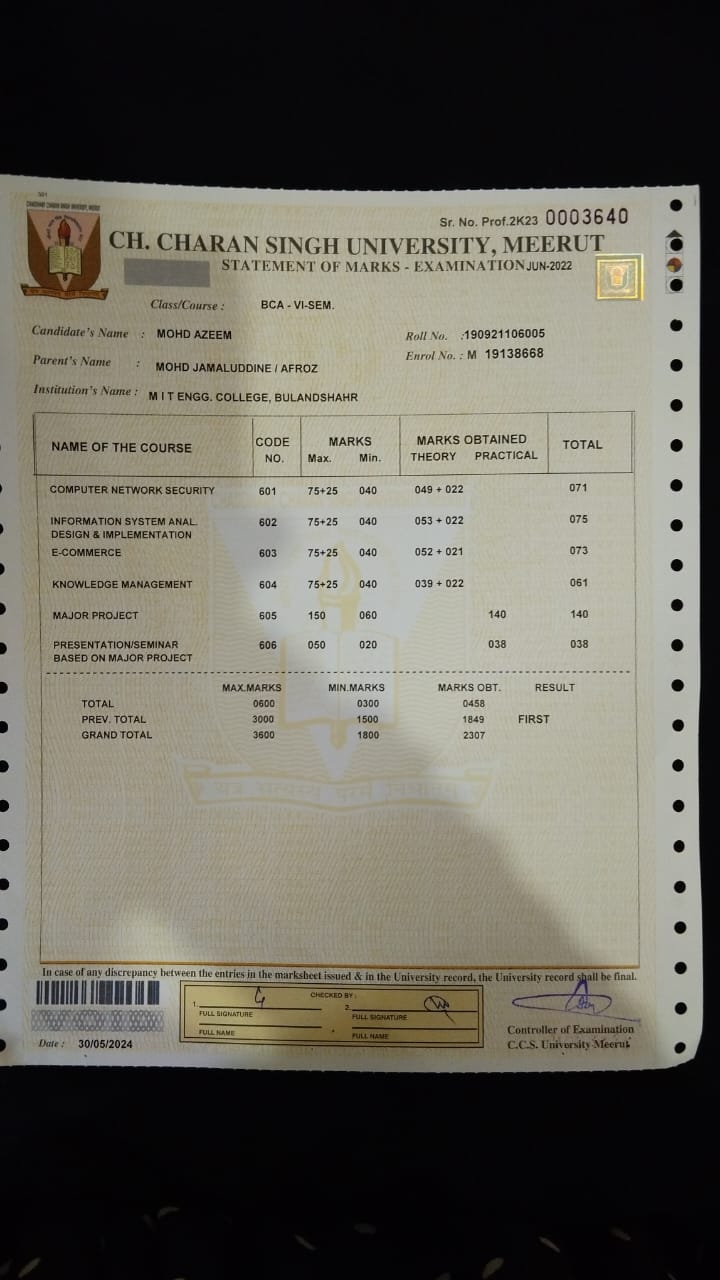 Sr. No. Prof.2K23 0003640
CH. CHARAN SINGH UNIVERSITY, MEERUT
STATEMENT OF MARKS - EXAMINATION JUN-2022
Class/Course : BCA - VI-SEM.
Candidate's Name : MOHD AZEEM Roll No. :190921106005
Parent's Name : MOHD JAMALUDDINE / AFROZ Enrol No. : M 19138668
Institution's Name : M I T ENGG. COLLEGE, BULANDSHAHR
NAME OF THE COURSE CODE NO. MARKS Max. Min. MARKS OBTAINED THEORY PRACTICAL TOTAL
COMPUTER NETWORK SECURITY 601 75+25 040 049 + 022 071
INFORMATION SYSTEM ANAL. 602 75+25 040 053 + 022 075
DESIGN & IMPLEMENTATION
E-COMMERCE 603 75+25 040 052 + 021 073
KNOWLEDGE MANAGEMENT 604 75+25 040 039 + 022 061
MAJOR PROJECT 605 150 060 140 140
PRESENTATION/SEMINAR 606 050 020 038 038
BASED ON MAJOR PROJECT
MAX.MARKS MIN.MARKS MARKS OBT. RESULT
TOTAL 0600 0300 0458
PREV. TOTAL 3000 1500 1849 FIRST
GRAND TOTAL 3600 1800 2307
In case of any discrepancy between the entries in the marksheet issued & in the University record, the University record shall be final.
CHECKED BY :
1. 2.
FULL SIGNATURE FULL SIGNATURE
FULL NAME FULL NAME
Controller of Examination
C.C.S. University Meerut
Date : 30/05/2024